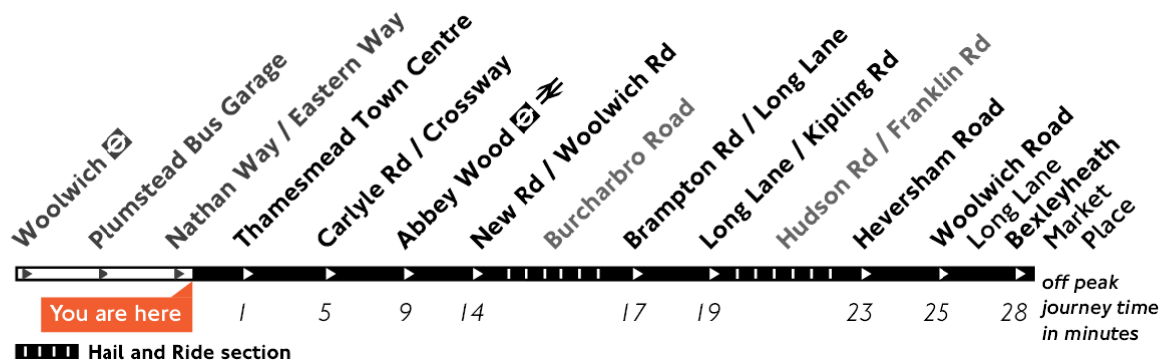 Woolwich
Plumstead Bus Garage
Nathan Way / Eastern Way
Thamesmead Town Centre
Carlyle Rd / Crossway
Abbey Wood
New Rd / Woolwich Rd
Burcharbro Road
Brampton Rd / Long Lane
Long Lane / Kipling Rd
Hudson Rd / Franklin Rd
Heversham Road
Woolwich Road
Long Lane
Bexleyheath
Market
Place
You are here
1 5 9 14 17 19 23 25 28
off peak
journey time
in minutes
Hail and Ride section